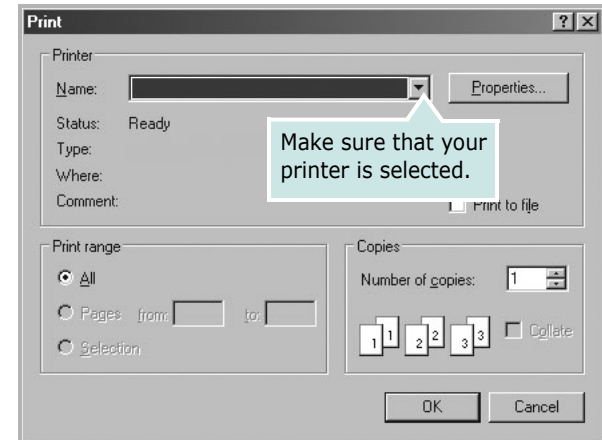 Print
Printer
Name:
Properties...
Status: Ready
Type:
Where:
Comment:
Make sure that your
printer is selected.
Print to file
Print range
All
Pages from: to:
Selection
Copies
Number of copies: 1
1 1 2 2 3 3
Collate
OK Cancel